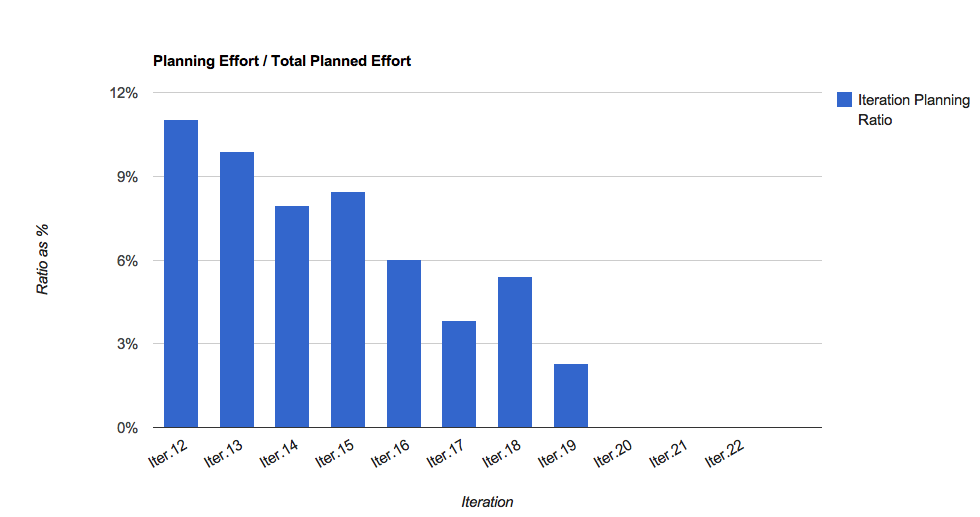 Planning Effort / Total Planned Effort
12%
9%
6%
3%
0%
Ratio as %
Iteration Planning
Ratio
Iter.12
Iter.13
Iter.14
Iter.15
Iter.16
Iter.17
Iter.18
Iter.19
Iter.20
Iter.21
Iter.22
Iteration